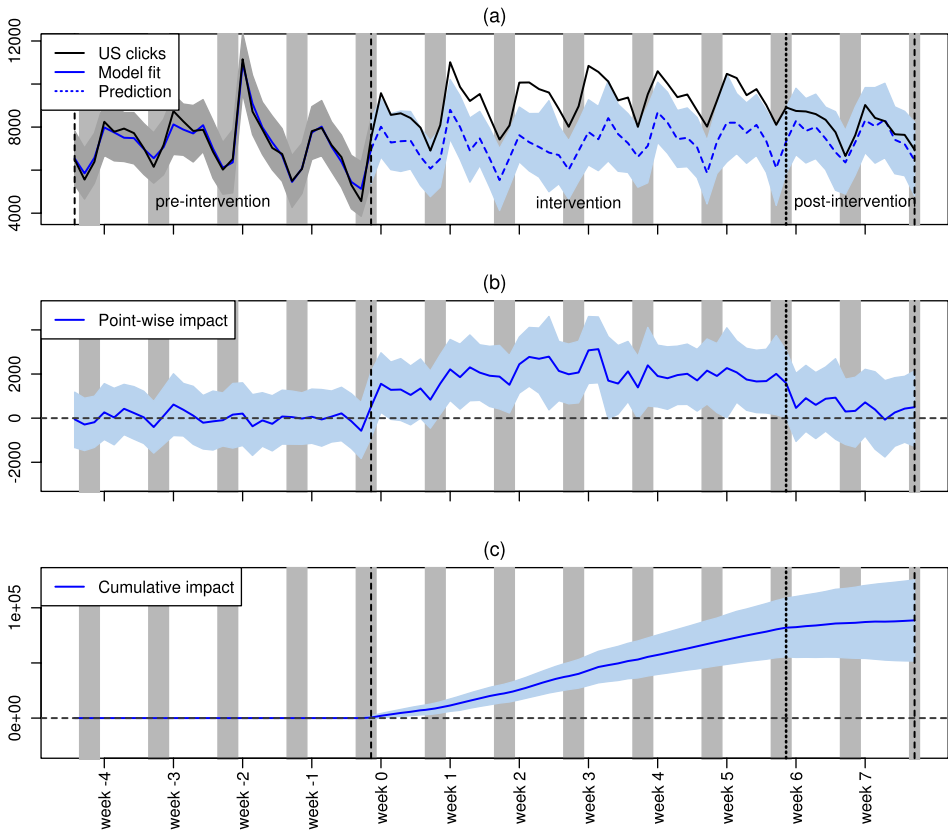 (a)
12000
8000
4000
US clicks
Model fit
Prediction
pre-intervention
intervention
post-intervention
(b)
2000
0
-2000
Point-wise impact
(c)
1e+05
0e+00
Cumulative impact
week -4
week -3
week -2
week -1
week 0
week 1
week 2
week 3
week 4
week 5
week 6
week 7